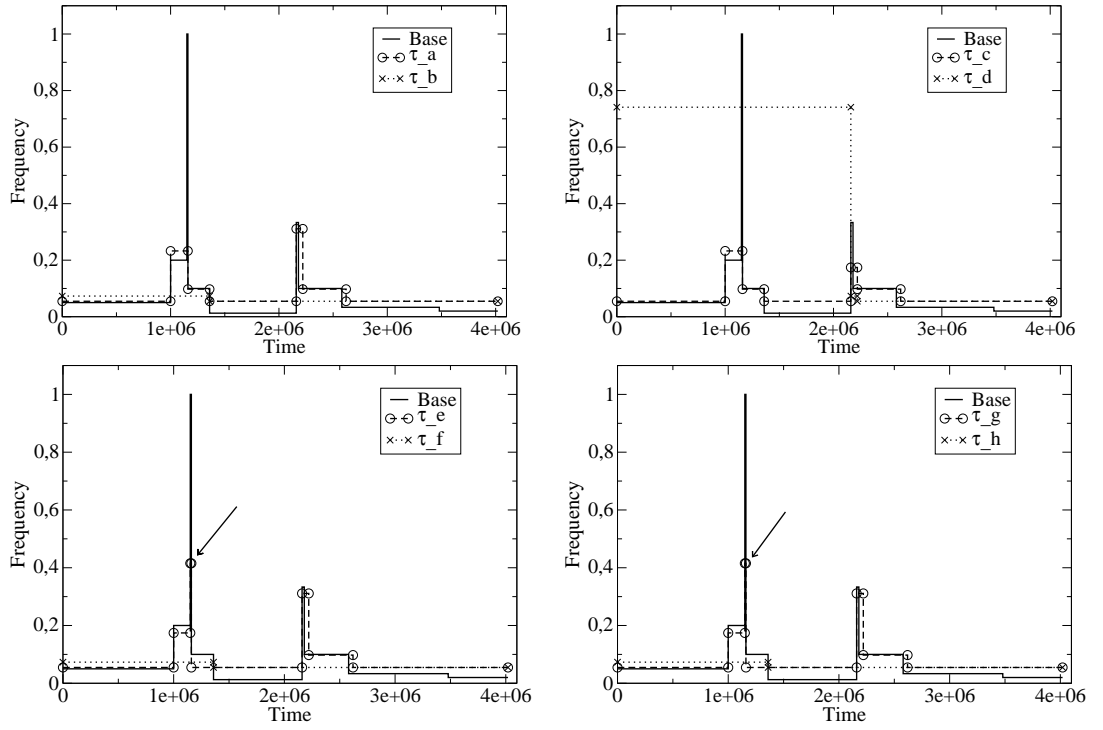 1
0,8
0,6
0,4
0,2
0
Frequency
0 1e+06 2e+06 3e+06 4e+06
Time
Base
τ_a
τ_b
1
0,8
0,6
0,4
0,2
0
Frequency
0 1e+06 2e+06 3e+06 4e+06
Time
Base
τ_c
τ_d
1
0,8
0,6
0,4
0,2
0
Frequency
0 1e+06 2e+06 3e+06 4e+06
Time
Base
τ_e
τ_f
1
0,8
0,6
0,4
0,2
0
Frequency
0 1e+06 2e+06 3e+06 4e+06
Time
Base
τ_g
τ_h